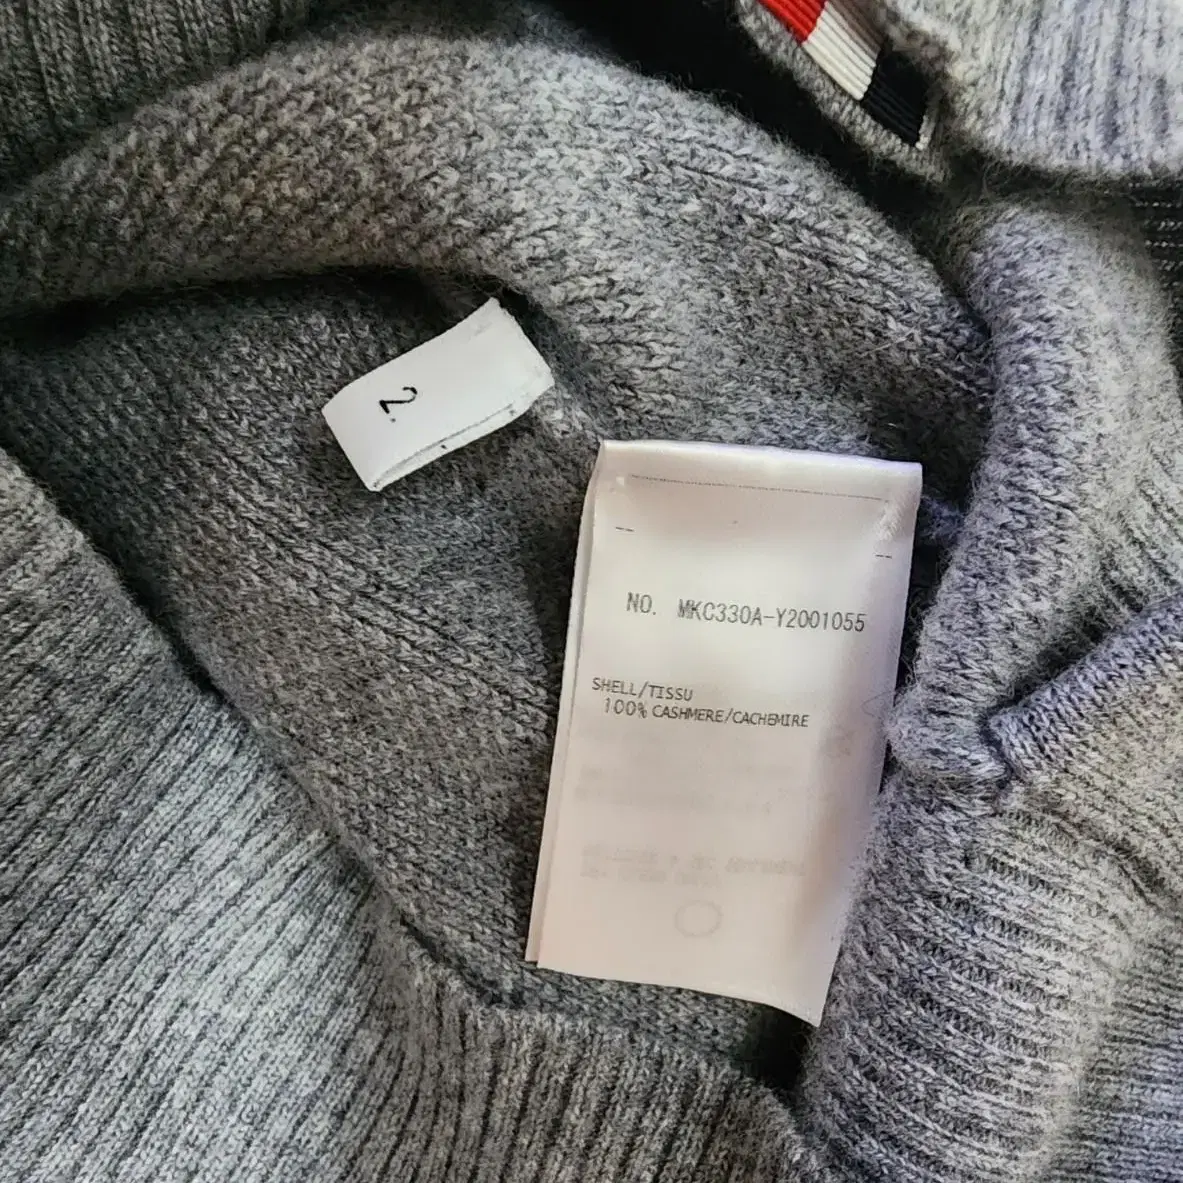 2
NO. MKC330A-Y2001055
SHELL/TISSU
100% CASHMERE/CACHEMIRE